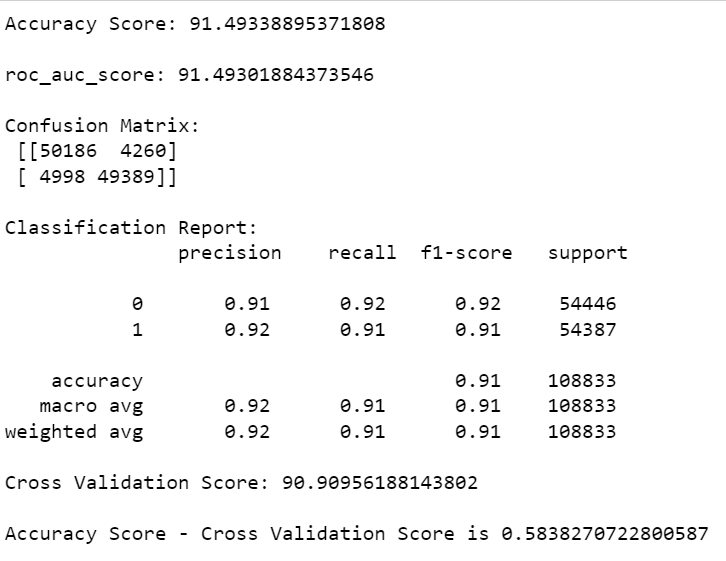 Accuracy Score: 91.49338895371808
roc_auc_score: 91.49301884373546
Confusion Matrix:
[[50186 4260]
[ 4998 49389]]
Classification Report:
precision recall f1-score support
0 0.91 0.92 0.92 54446
1 0.92 0.91 0.91 54387
accuracy 0.91 108833
macro avg 0.92 0.91 0.91 108833
weighted avg 0.92 0.91 0.91 108833
Cross Validation Score: 90.90956188143802
Accuracy Score - Cross Validation Score is 0.5838270722800587